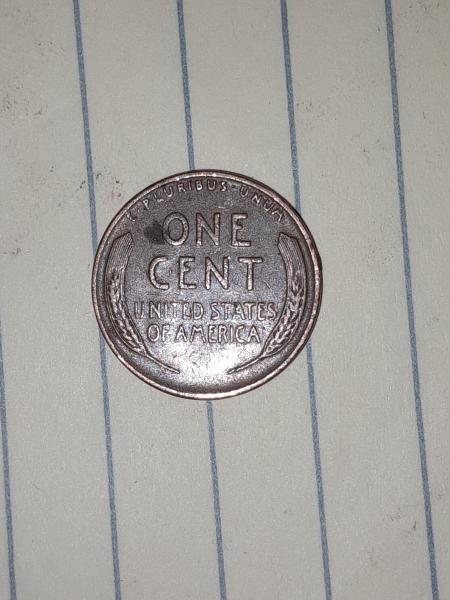 E·PLURIBUS·UNUM
ONE
CENT
UNITED STATES
OF AMERICA